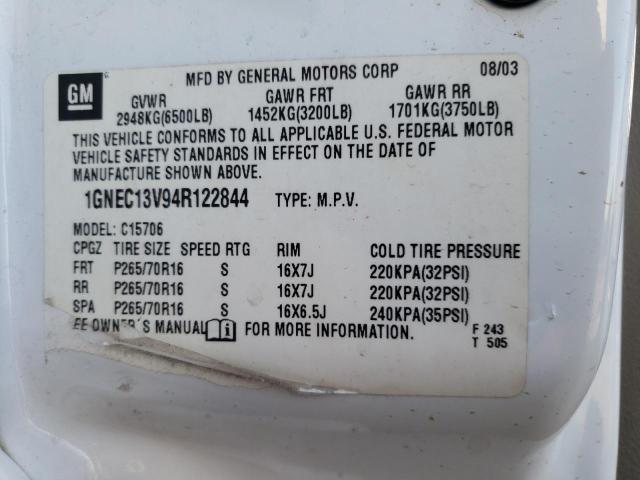 GM
MFD BY GENERAL MOTORS CORP 08/03
GVWR GAWR FRT GAWR RR
2948KG(6500LB) 1452KG(3200LB) 1701KG(3750LB)
THIS VEHICLE CONFORMS TO ALL APPLICABLE U.S. FEDERAL MOTOR
VEHICLE SAFETY STANDARDS IN EFFECT ON THE DATE OF
MANUFACTURE SHOWN ABOVE.
1GNEC13V94R122844 TYPE: M.P.V.
MODEL: C15706
CPGZ TIRE SIZE SPEED RTG RIM COLD TIRE PRESSURE
FRT P265/70R16 S 16X7J 220KPA(32PSI)
RR P265/70R16 S 16X7J 220KPA(32PSI)
SPA P265/70R16 S 16X6.5J 240KPA(35PSI)
EE OWNER'S MANUAL FOR MORE INFORMATION.
F 243
T 505